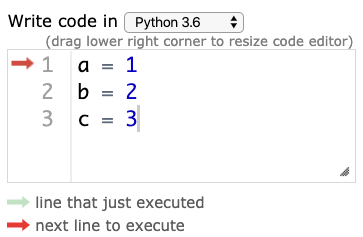 Write code in Python 3.6
(drag lower right corner to resize code editor)
1 a = 1
2 b = 2
3 c = 3
line that just executed
next line to execute